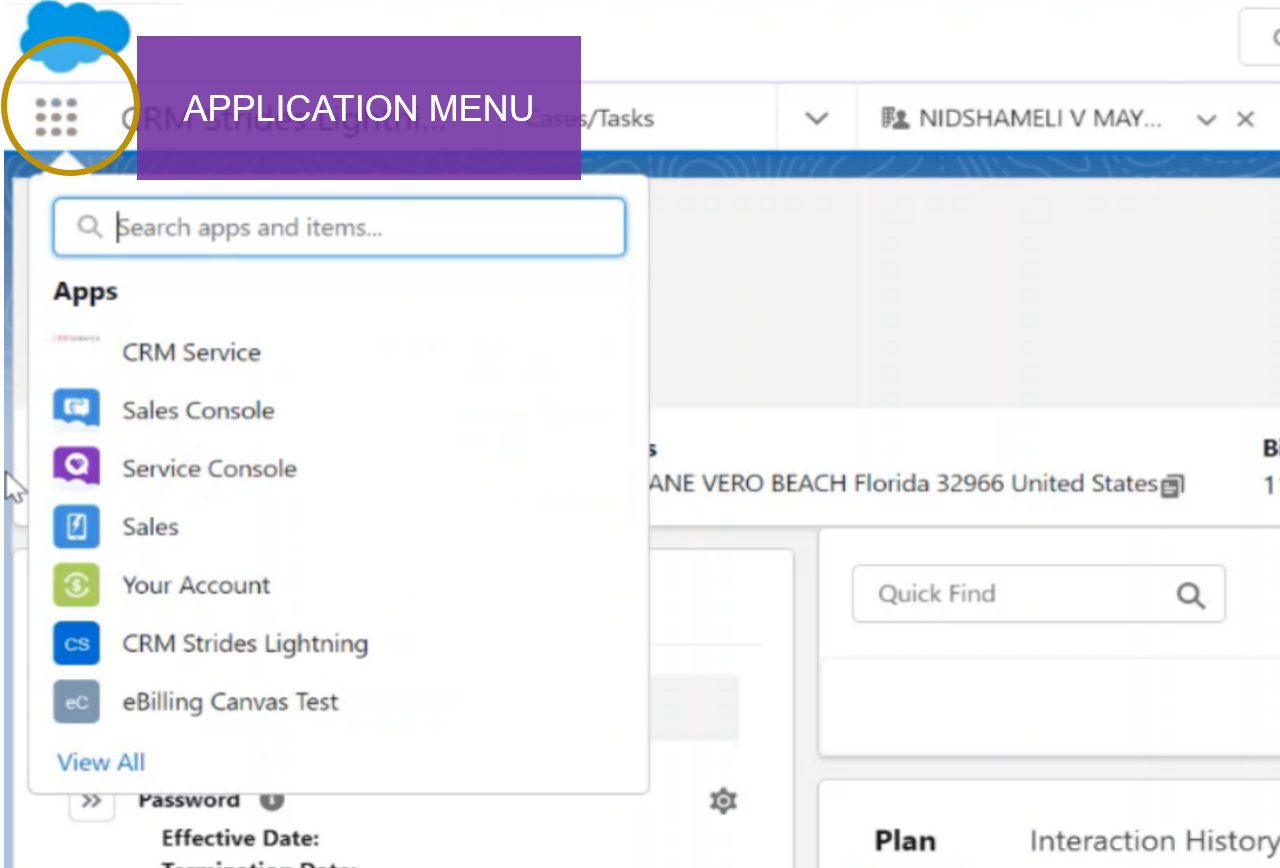 APPLICATION MENU
CRM Strides Lightni...
Cases/Tasks
NIDSHAMELI V MAY...
Search apps and items...
Apps
CRM Service
Sales Console
Service Console
Sales
Your Account
CS CRM Strides Lightning
eC eBilling Canvas Test
View All
ANE VERO BEACH Florida 32966 United States
Quick Find
Password
Effective Date:
Termination Date:
Plan
Interaction History